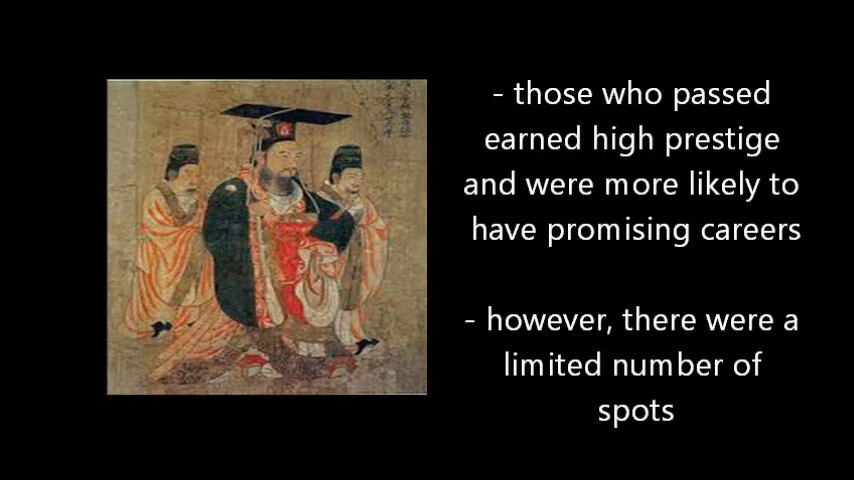 - those who passed
earned high prestige
and were more likely to
have promising careers
- however, there were a
limited number of
spots